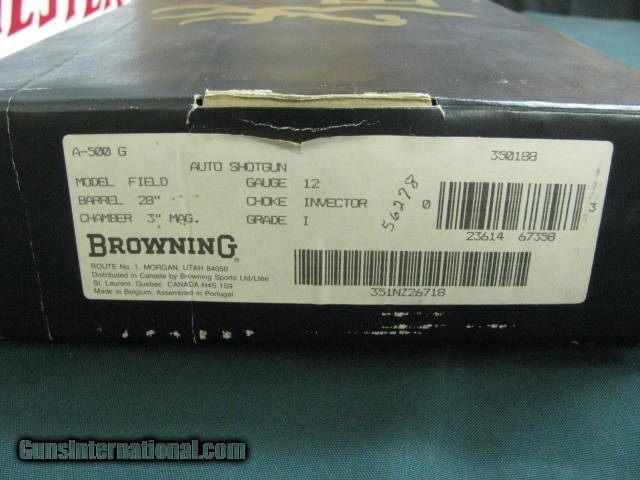 A-500 G
350188
AUTO SHOTGUN
MODEL FIELD GAUGE 12
BARREL 28" CHOKE INVECTOR
CHAMBER 3" MAG. GRADE I
56278
0 23614 67358 3
BROWNING
ROUTE No. 1, MORGAN, UTAH 84050
Distributed in Canada by Browning Sports Ltd/Ltée
St. Laurent, Quebec CANADA H4S 1S9
Made in Belgium, Assembled in Portugal
351NZ26718
GunsInternational.com